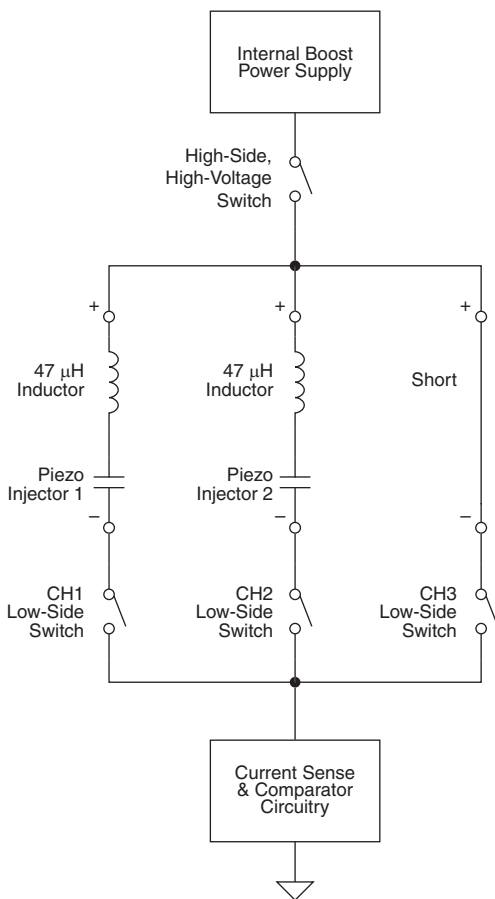 Internal Boost
Power Supply
High-Side,
High-Voltage
Switch
+
+
+
47 μH
Inductor
47 μH
Inductor
Short
Piezo
Injector 1
Piezo
Injector 2
–
–
–
CH1
Low-Side
Switch
CH2
Low-Side
Switch
CH3
Low-Side
Switch
Current Sense
& Comparator
Circuitry